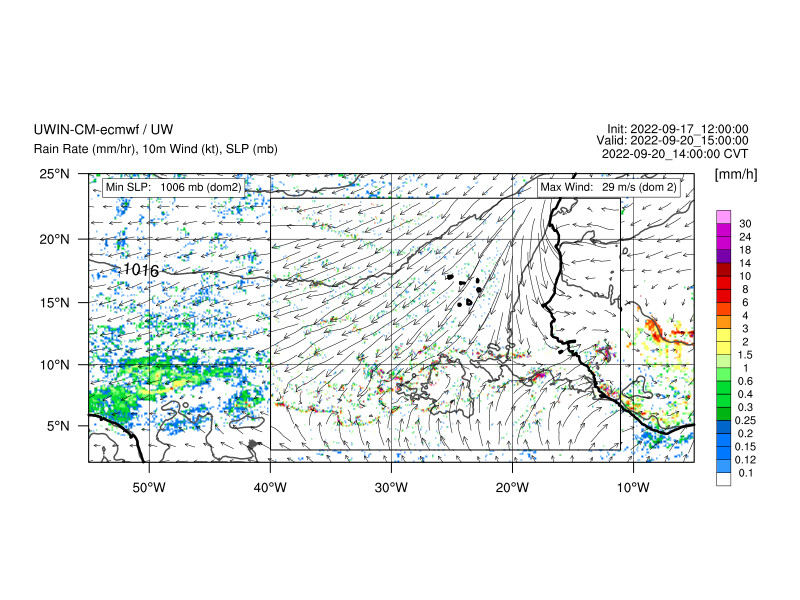 UWIN-CM-ecmwf / UW
Init: 2022-09-17_12:00:00
Valid: 2022-09-20_15:00:00
Rain Rate (mm/hr), 10m Wind (kt), SLP (mb)
2022-09-20_14:00:00 CVT
25°N
[mm/h]
Min SLP: 1006 mb (dom2)
Max Wind: 29 m/s (dom 2)
20°N
1016
15°N
10°N
5°N
50°W
40°W
30°W
20°W
10°W
30
24
18
14
10
8
6
4
3
2
1.5
1
0.6
0.4
0.3
0.25
0.2
0.15
0.12
0.1